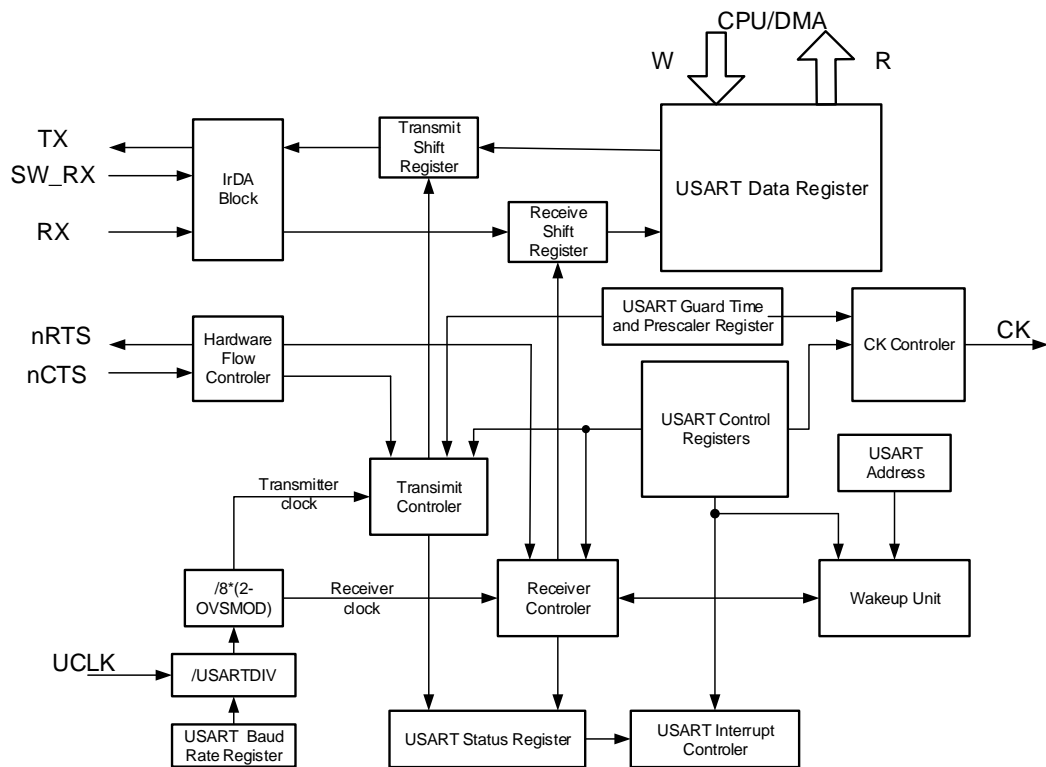 CPU/DMA
W
R
TX
SW_RX
RX
IrDA
Block
Transmit
Shift
Register
Receive
Shift
Register
USART Data Register
nRTS
nCTS
Hardware
Flow
Controler
USART Guard Time
and Prescaler Register
CK Controler
CK
USART Control
Registers
USART
Address
Transmitter
clock
Transimit
Controler
/8*(2-
OVSMOD)
Receiver
clock
Receiver
Controler
Wakeup Unit
UCLK
/USARTDIV
USART Baud
Rate Register
USART Status Register
USART Interrupt
Controler